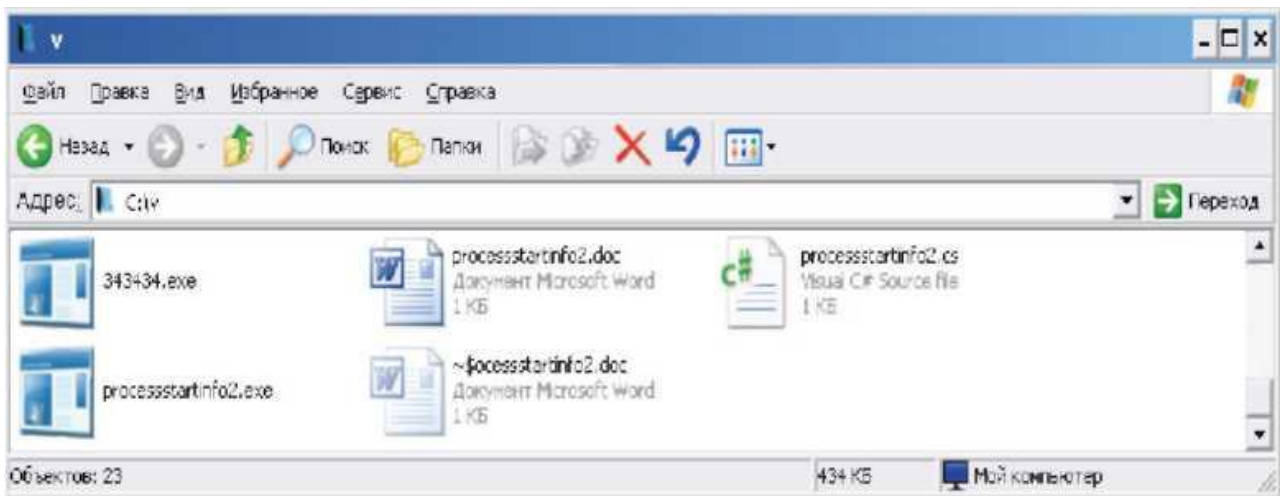 v
Файл Правка Вид Избранное Сервис Справка
Назад Поиск Папки
Адрес: C:\v Переход
343434.exe
processstartinfo2.doc
Документ Microsoft Word
1 КБ
processstartinfo2.cs
Visual C# Source file
1 КБ
processstartinfo2.exe
~$ocessstartinfo2.doc
Документ Microsoft Word
1 КБ
Объектов: 23 434 КБ Мой компьютер